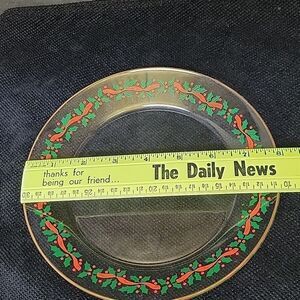 thanks for
being our friend...
The Daily News